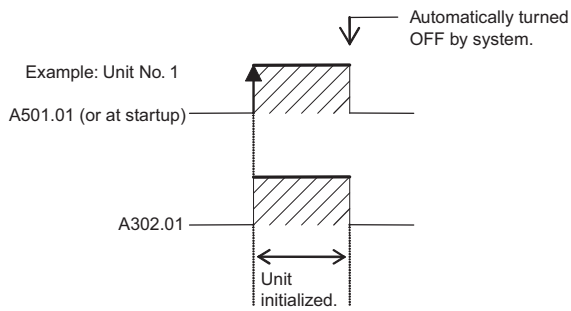 Automatically turned
OFF by system.
Example: Unit No. 1
A501.01 (or at startup)
A302.01
Unit
initialized.